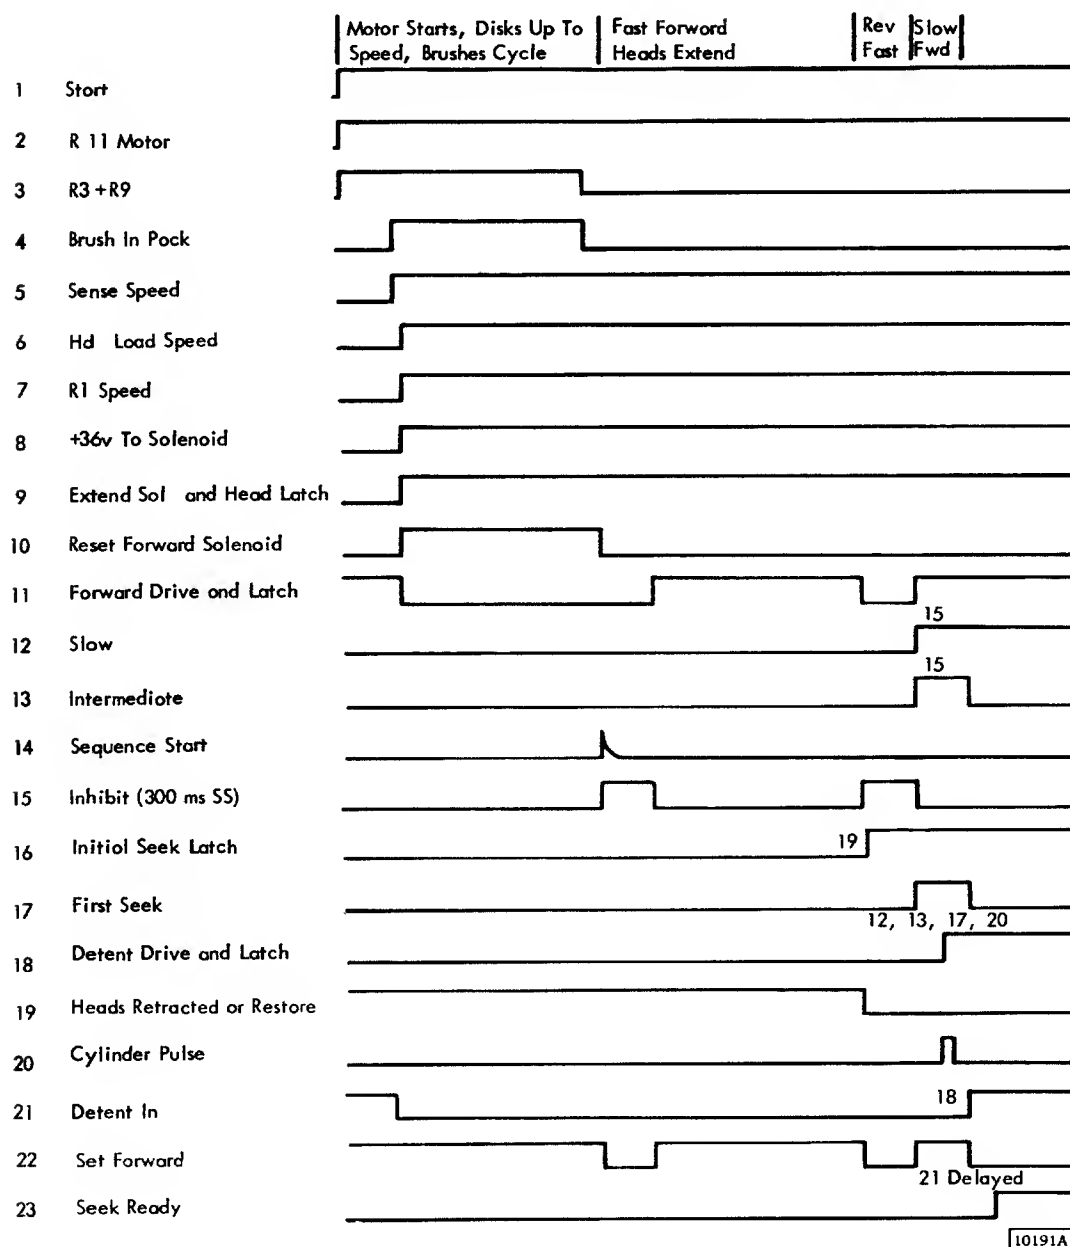 Motor Starts, Disks Up To Speed, Brushes Cycle
Fast Forward Heads Extend
Rev Fast
Slow Fwd
1 Stort
2 R 11 Motor
3 R3+R9
4 Brush In Pock
5 Sense Speed
6 Hd Load Speed
7 R1 Speed
8 +36v To Solenoid
9 Extend Sol and Head Latch
10 Reset Forward Solenoid
11 Forward Drive ond Latch
15
12 Slow
15
13 Intermediote
14 Sequence Start
15 Inhibit (300 ms SS)
16 Initiol Seek Latch 19
17 First Seek
12, 13, 17, 20
18 Detent Drive and Latch
19 Heads Retracted or Restore
20 Cylinder Pulse
21 Detent In 18
22 Set Forward
21 Delayed
23 Seek Ready
10191A